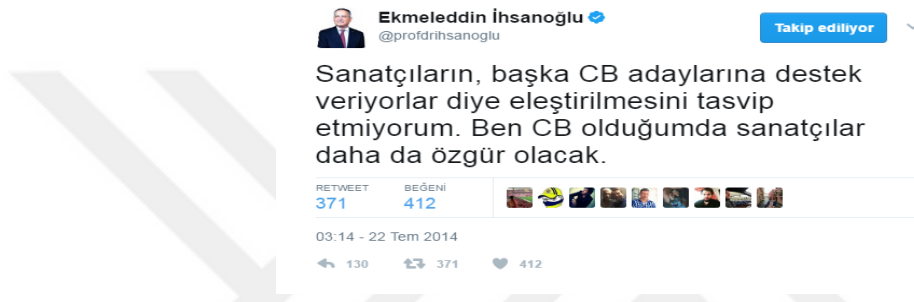 Ekmeleddin İhsanoğlu
@profdrihsanoglu
Takip ediliyor
Sanatçıların, başka CB adaylarına destek
veriyorlar diye eleştirilmesini tasvip
etmiyorum. Ben CB olduğumda sanatçılar
daha da özgür olacak.
RETWEET BEĞENİ
371 412
03:14 - 22 Tem 2014
130 371 412